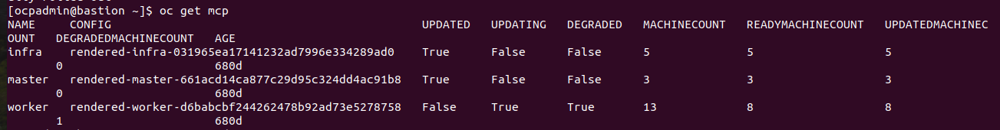 [ocpadmin@bastion ~]$ oc get mcp
NAME     CONFIG                                             UPDATED   UPDATING   DEGRADED   MACHINECOUNT   READYMACHINECOUNT   UPDATEDMACHINEC
OUNT   DEGRADEDMACHINECOUNT   AGE
infra    rendered-infra-031965ea17141232ad7996e334289ad0    True      False      False      5              5                   5
       0                      680d
master   rendered-master-661acd14ca877c29d95c324dd4ac91b8   True      False      False      3              3                   3
       0                      680d
worker   rendered-worker-d6babcbf244262478b92ad73e5278758   False     True       True       13             8                   8
       1                      680d